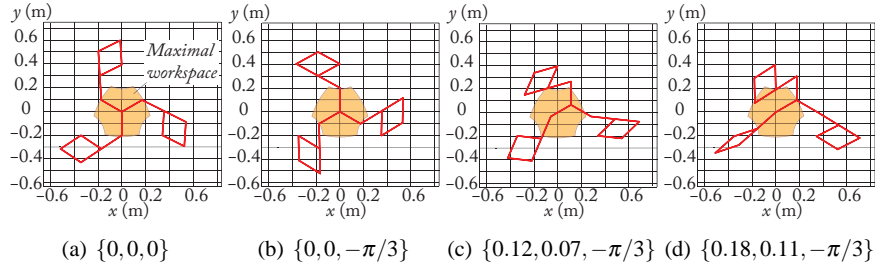 y (m) y (m) y (m) y (m)
0.6 0.6 0.6 0.6
Maximal
workspace
0.4 0.4 0.4 0.4
0.2 0.2 0.2 0.2
0 0 0 0
−0.2 −0.2 −0.2 −0.2
−0.4 −0.4 −0.4 −0.4
−0.6 −0.6 −0.6 −0.6
0.6 −0.2 0 0.2 0.6 0.6 −0.2 0 0.2 0.6 0.6 −0.2 0 0.2 0.6 0.6 −0.2 0 0.2 0.6
x (m) x (m) x (m) x (m)
(a) {0,0,0} (b) {0,0,−π/3} (c) {0.12,0.07,−π/3} (d) {0.18,0.11,−π/3}